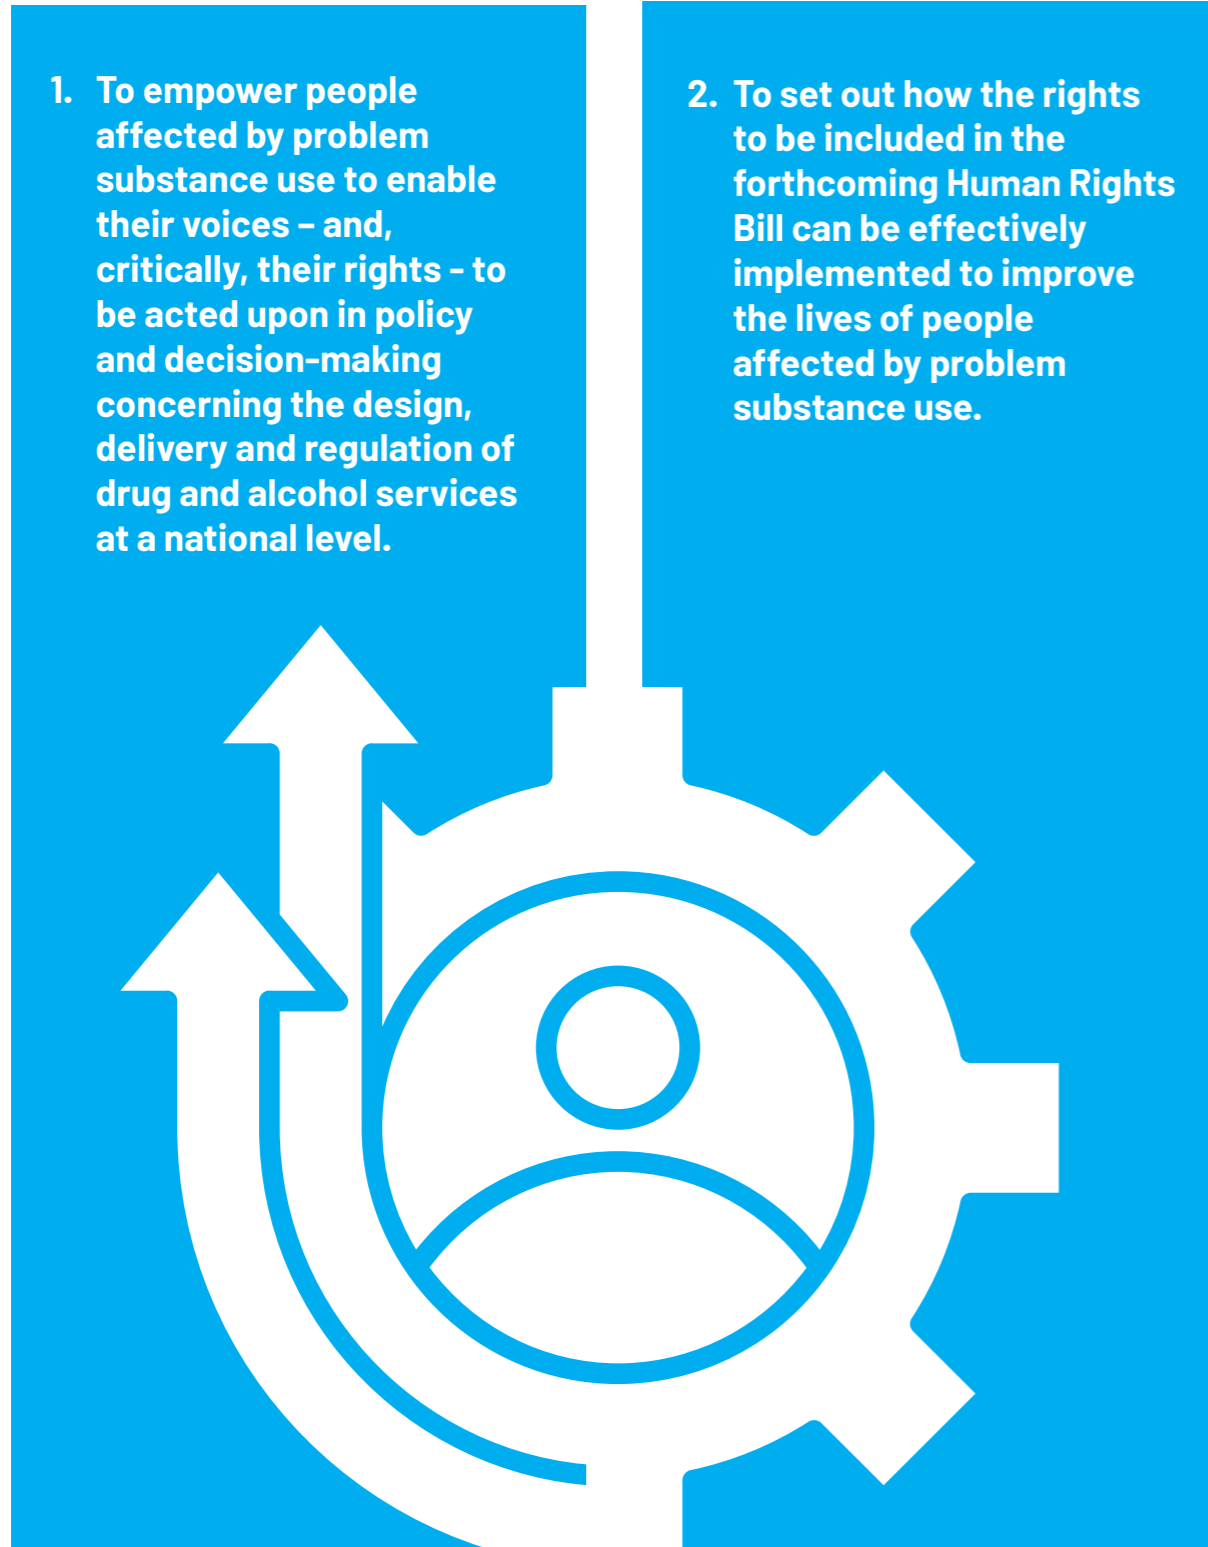 1. To empower people
affected by problem
substance use to enable
their voices – and,
critically, their rights – to
be acted upon in policy
and decision-making
concerning the design,
delivery and regulation of
drug and alcohol services
at a national level.
2. To set out how the rights
to be included in the
forthcoming Human Rights
Bill can be effectively
implemented to improve
the lives of people
affected by problem
substance use.